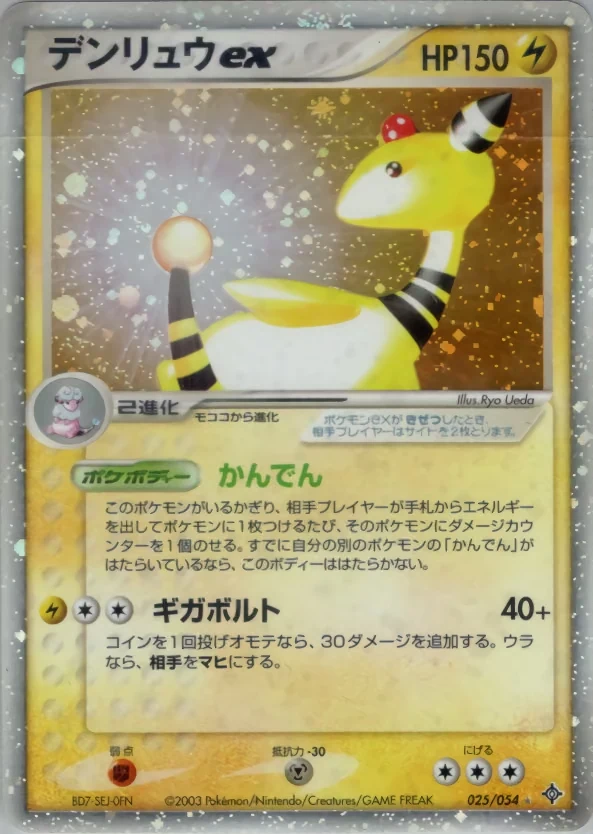 デンリュウex HP150
Illus. Ryo Ueda
2進化 モココから進化
ポケモンexが きぜつしたとき、
相手プレイヤーはサイドを2枚とります。
ポケボディー かんでん
このポケモンがいるかぎり、相手プレイヤーが手札からエネルギー
を出してポケモンに1枚つけるたび、そのポケモンにダメージカウ
ンターを1個のせる。すでに自分の別のポケモンの「かんでん」が
はたらいているなら、このボディーははたらかない。
ギガボルト 40+
コインを1回投げオモテなら、30ダメージを追加する。ウラ
なら、相手をマヒにする。
弱点 抵抗力 -30 にげる
BD7-SEJ-0FN ©2003 Pokémon/Nintendo/Creatures/GAME FREAK 025/054 ★